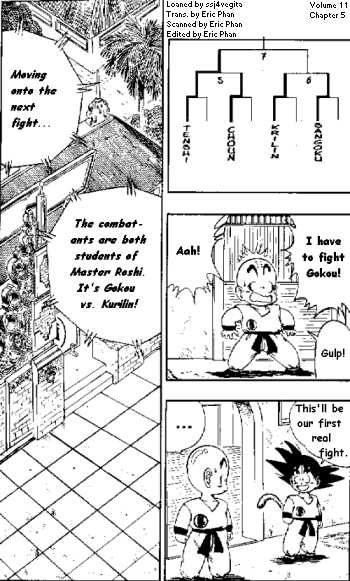 Loaned by ssj4vegita
Trans. by Eric Phan
Scanned by Eric Phan
Edited by Eric Phan
Volume 11
Chapter 5
Moving
onto the
next
fight...
The combat-
ants are both
students of
Master Roshi.
It's Gokou
vs. Kurilin!
7
5
6
TENSHI
CHOUN
KRILIN
SANGOKU
Aah!
I have
to fight
Gokou!
Gulp!
This'll be
our first
real
fight.
...